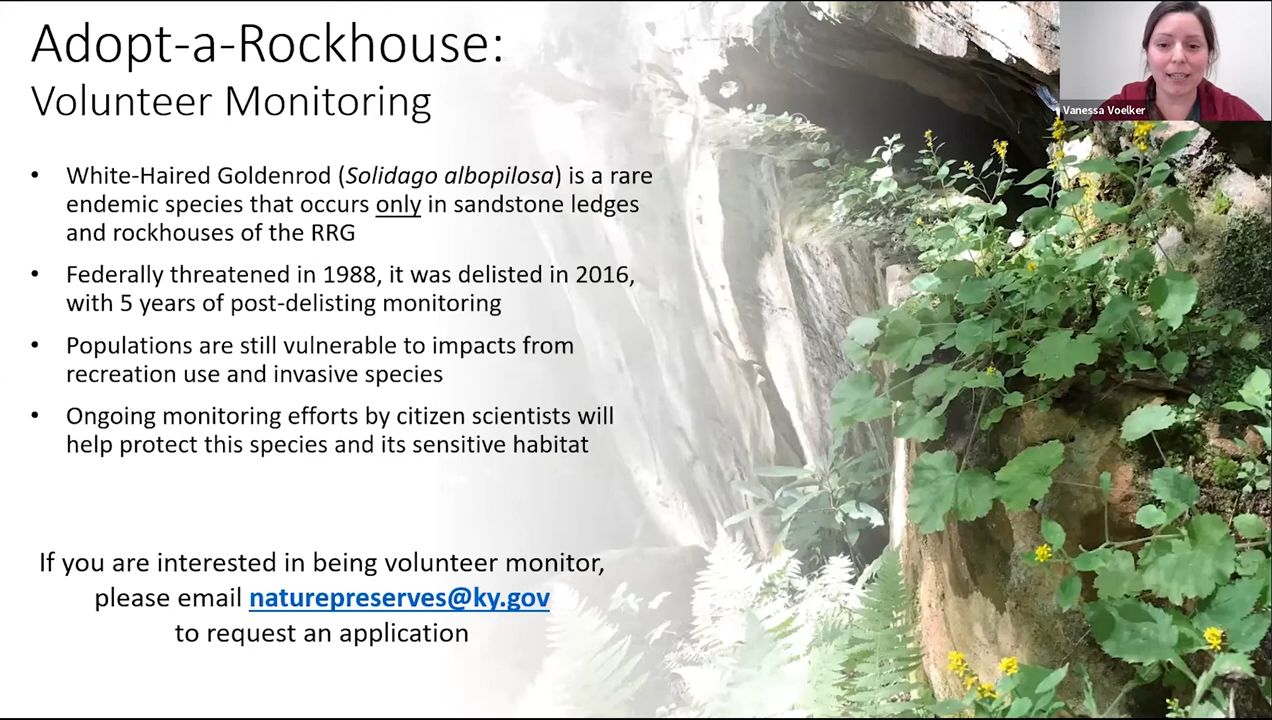 Adopt-a-Rockhouse:
Volunteer Monitoring
Vanessa Voelker
• White-Haired Goldenrod (Solidago albopilosa) is a rare
endemic species that occurs only in sandstone ledges
and rockhouses of the RRG
• Federally threatened in 1988, it was delisted in 2016,
with 5 years of post-delisting monitoring
• Populations are still vulnerable to impacts from
recreation use and invasive species
• Ongoing monitoring efforts by citizen scientists will
help protect this species and its sensitive habitat
If you are interested in being volunteer monitor,
please email naturepreserves@ky.gov
to request an application